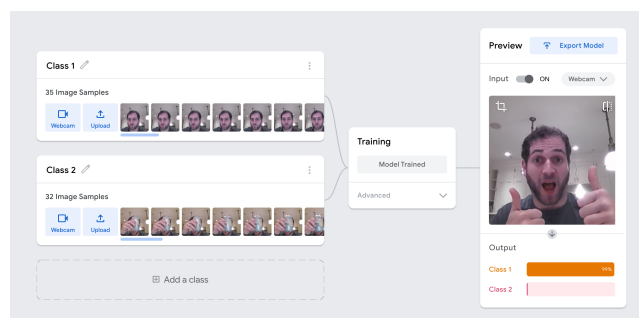 Class 1
35 Image Samples
Webcam
Upload
Class 2
32 Image Samples
Webcam
Upload
Add a class
Training
Model Trained
Advanced
Preview
Export Model
Input
ON
Webcam
Output
Class 1
99%
Class 2